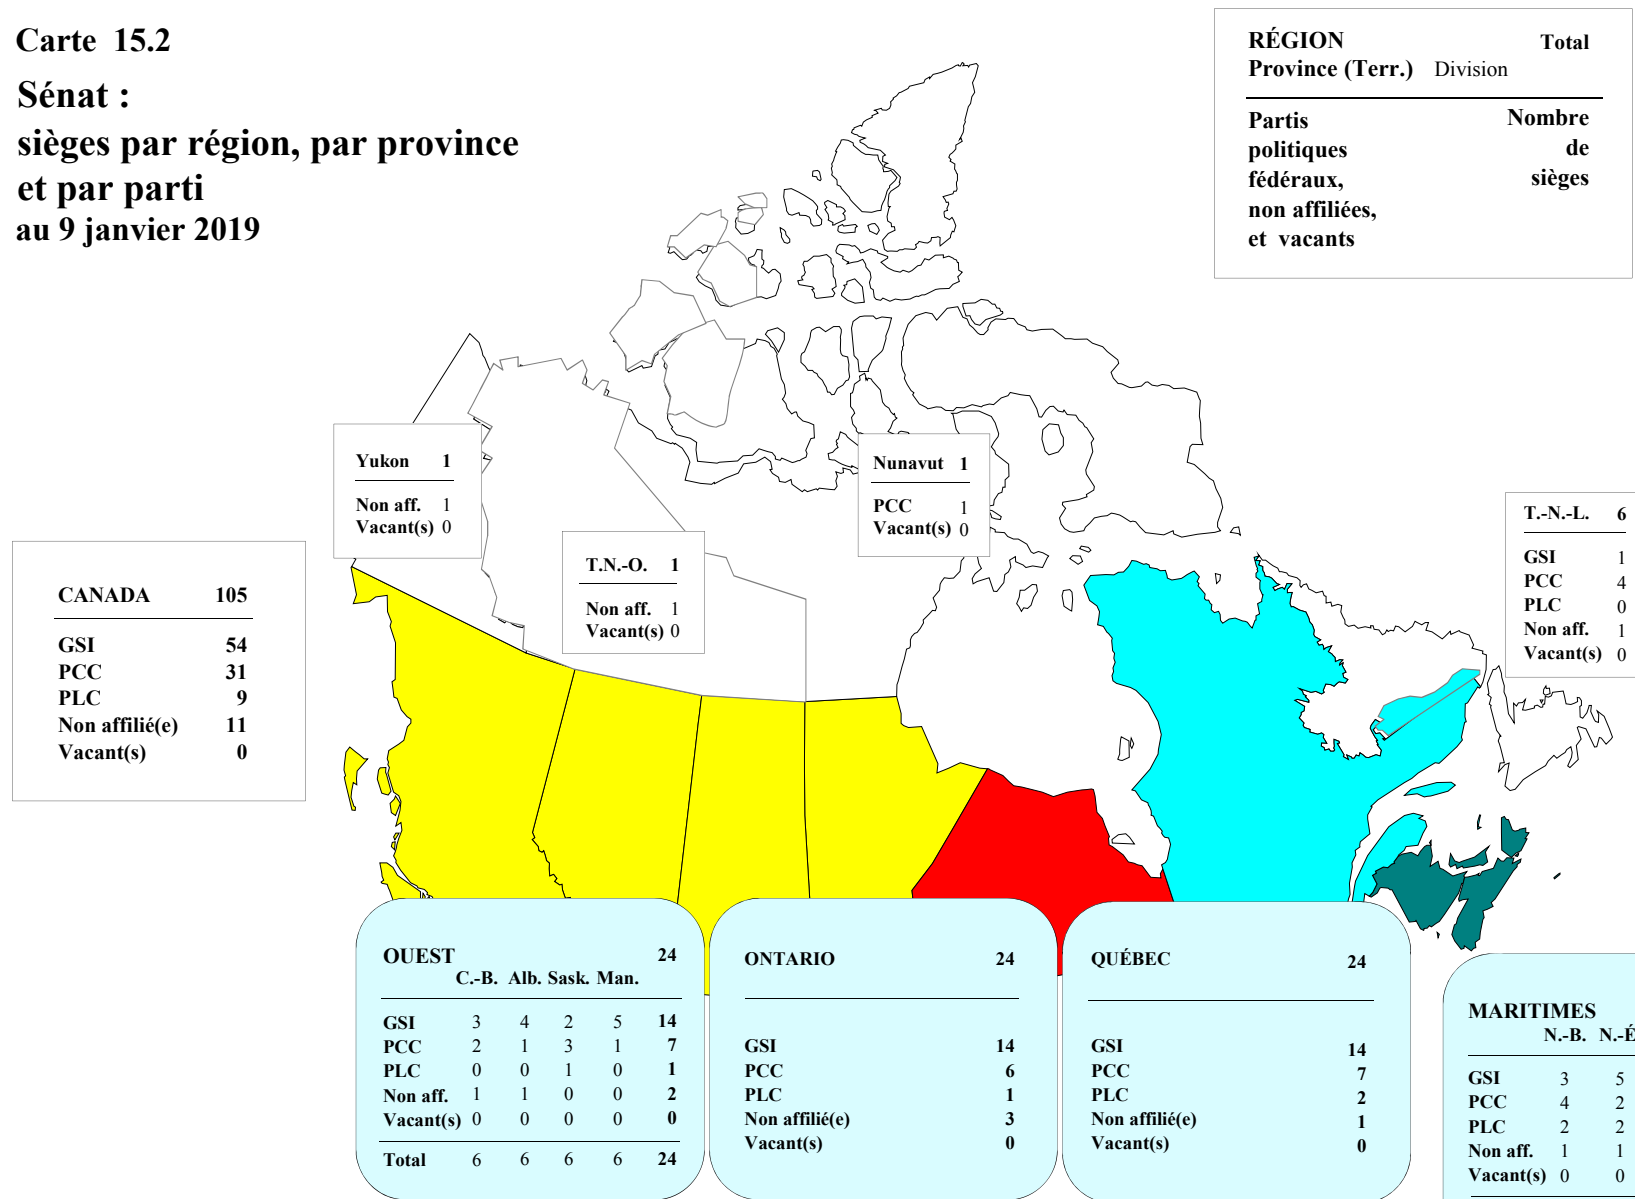 Carte 15.2
Sénat :
sièges par région, par province
et par parti
au 9 janvier 2019
RÉGION Total
Province (Terr.) Division
Partis Nombre
politiques de
fédéraux, sièges
non affiliées,
et vacants
Yukon 1
Non aff. 1
Vacant(s) 0
Nunavut 1
PCC 1
Vacant(s) 0
T.N.-O. 1
Non aff. 1
Vacant(s) 0
T.-N.-L. 6
GSI 1
PCC 4
PLC 0
Non aff. 1
Vacant(s) 0
CANADA 105
GSI 54
PCC 31
PLC 9
Non affilié(e) 11
Vacant(s) 0
OUEST 24
C.-B. Alb. Sask. Man.
GSI 3 4 2 5 14
PCC 2 1 3 1 7
PLC 0 0 1 0 1
Non aff. 1 1 0 0 2
Vacant(s) 0 0 0 0 0
Total 6 6 6 6 24
ONTARIO 24
GSI 14
PCC 6
PLC 1
Non affilié(e) 3
Vacant(s) 0
QUÉBEC 24
GSI 14
PCC 7
PLC 2
Non affilié(e) 1
Vacant(s) 0
MARITIMES
N.-B. N.-É
GSI 3 5
PCC 4 2
PLC 2 2
Non aff. 1 1
Vacant(s) 0 0